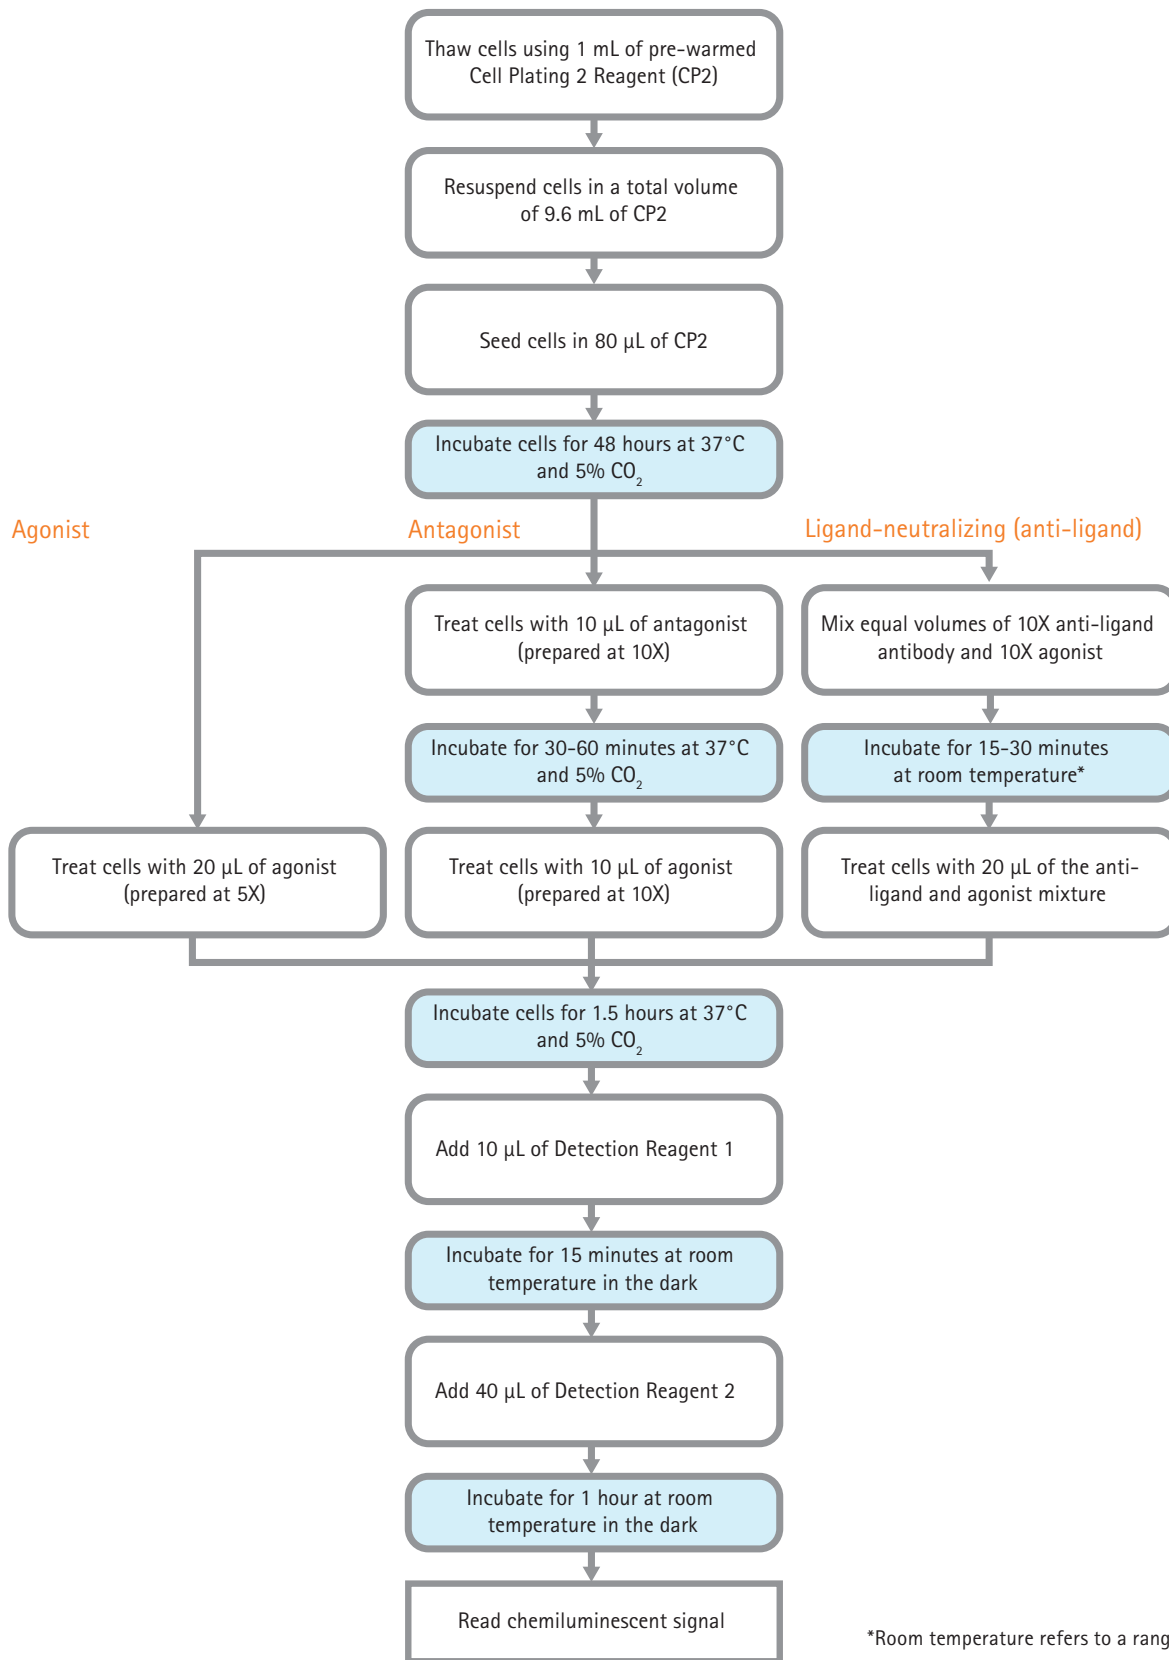 Thaw cells using 1 mL of pre-warmed
Cell Plating 2 Reagent (CP2)
Resuspend cells in a total volume
of 9.6 mL of CP2
Seed cells in 80 µL of CP2
Incubate cells for 48 hours at 37°C
and 5% CO₂
Agonist
Antagonist
Ligand-neutralizing (anti-ligand)
Treat cells with 10 µL of antagonist
(prepared at 10X)
Mix equal volumes of 10X anti-ligand
antibody and 10X agonist
Incubate for 30-60 minutes at 37°C
and 5% CO₂
Incubate for 15-30 minutes
at room temperature*
Treat cells with 20 µL of agonist
(prepared at 5X)
Treat cells with 10 µL of agonist
(prepared at 10X)
Treat cells with 20 µL of the anti-
ligand and agonist mixture
Incubate cells for 1.5 hours at 37°C
and 5% CO₂
Add 10 µL of Detection Reagent 1
Incubate for 15 minutes at room
temperature in the dark
Add 40 µL of Detection Reagent 2
Incubate for 1 hour at room
temperature in the dark
Read chemiluminescent signal
*Room temperature refers to a rang